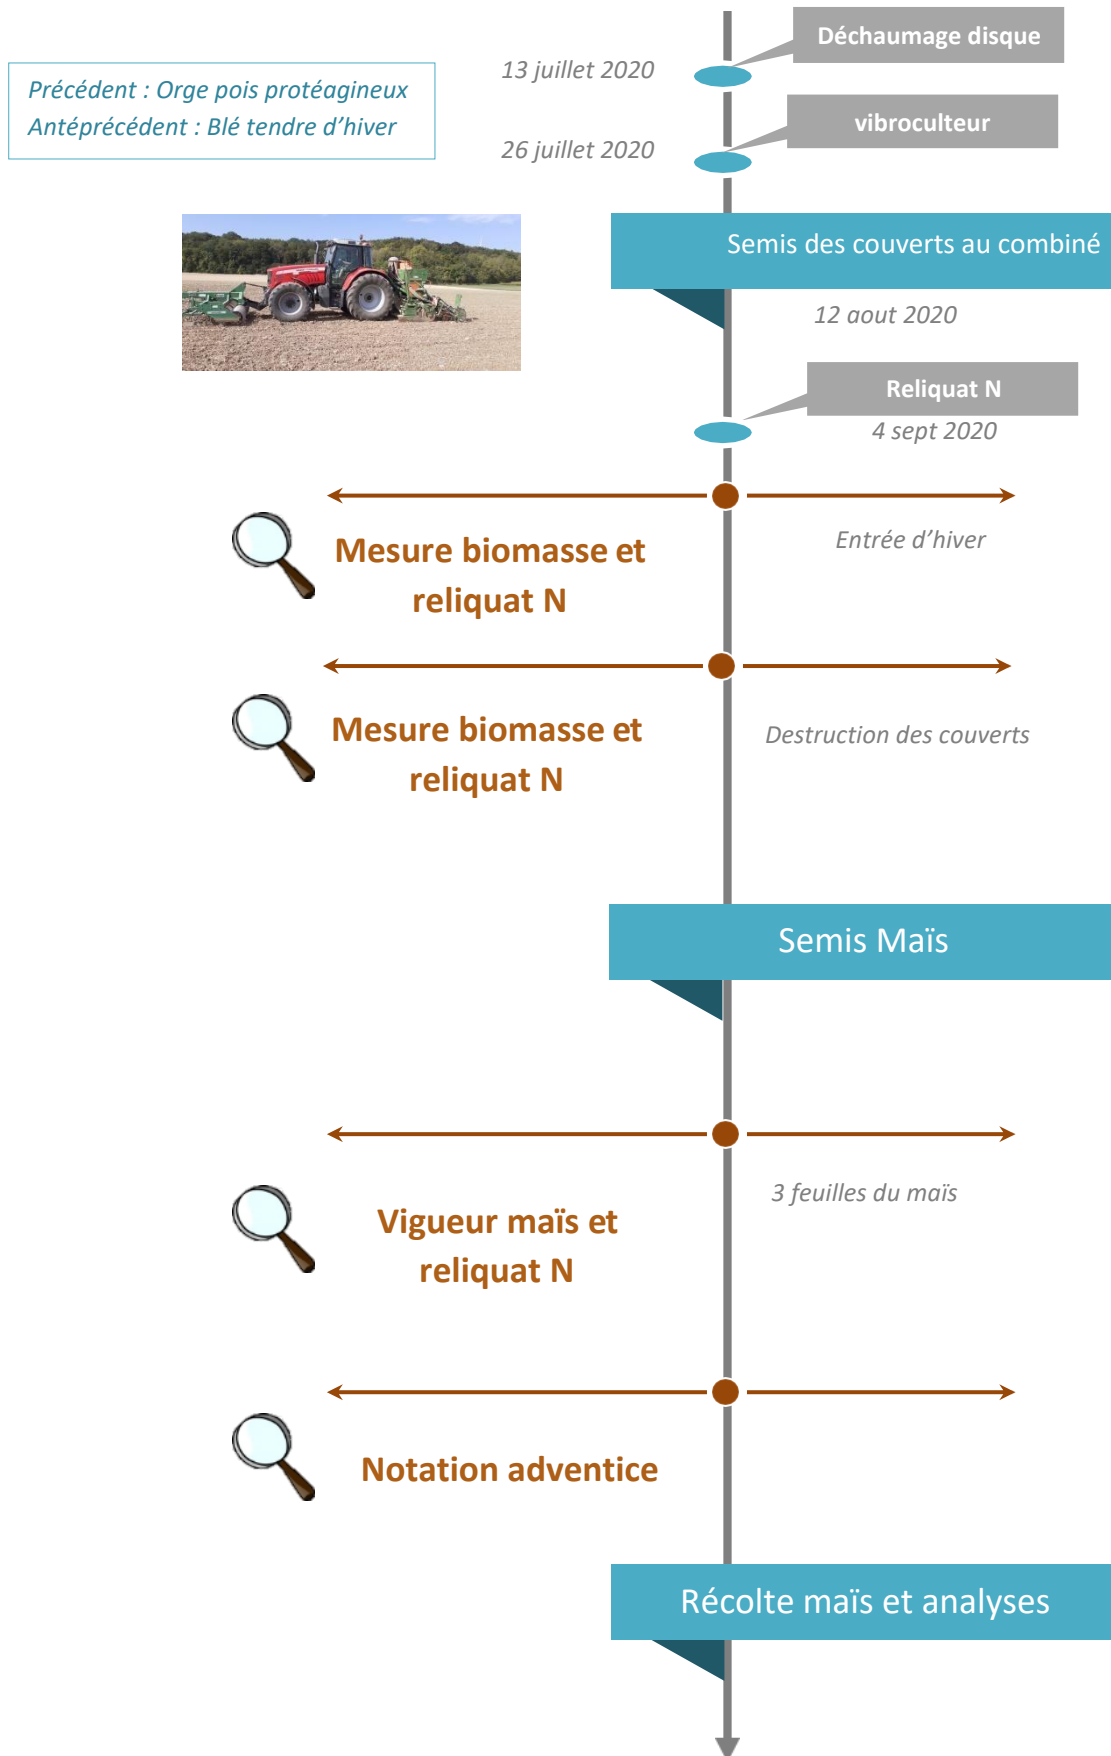 Déchaumage disque
13 juillet 2020
Précédent : Orge pois protéagineux
Antéprécédent : Blé tendre d'hiver
vibroculteur
26 juillet 2020
Semis des couverts au combiné
12 aout 2020
Reliquat N
4 sept 2020
Entrée d'hiver
Mesure biomasse et
reliquat N
Destruction des couverts
Mesure biomasse et
reliquat N
Semis Maïs
3 feuilles du maïs
Vigueur maïs et
reliquat N
Notation adventice
Récolte maïs et analyses